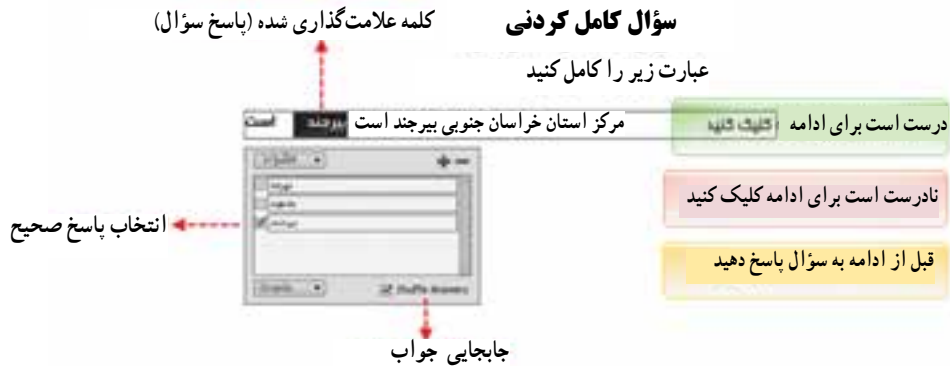 سؤال کامل کردنی
کلمه علامت‌گذاری شده (پاسخ سؤال)
عبارت زیر را کامل کنید
مرکز استان خراسان جنوبی بیرجند است بیرجند است
درست است برای ادامه کلیک کنید
نادرست است برای ادامه کلیک کنید
قبل از ادامه به سؤال پاسخ دهید
انتخاب پاسخ صحیح
Shuffle Answers
جابجایی جواب